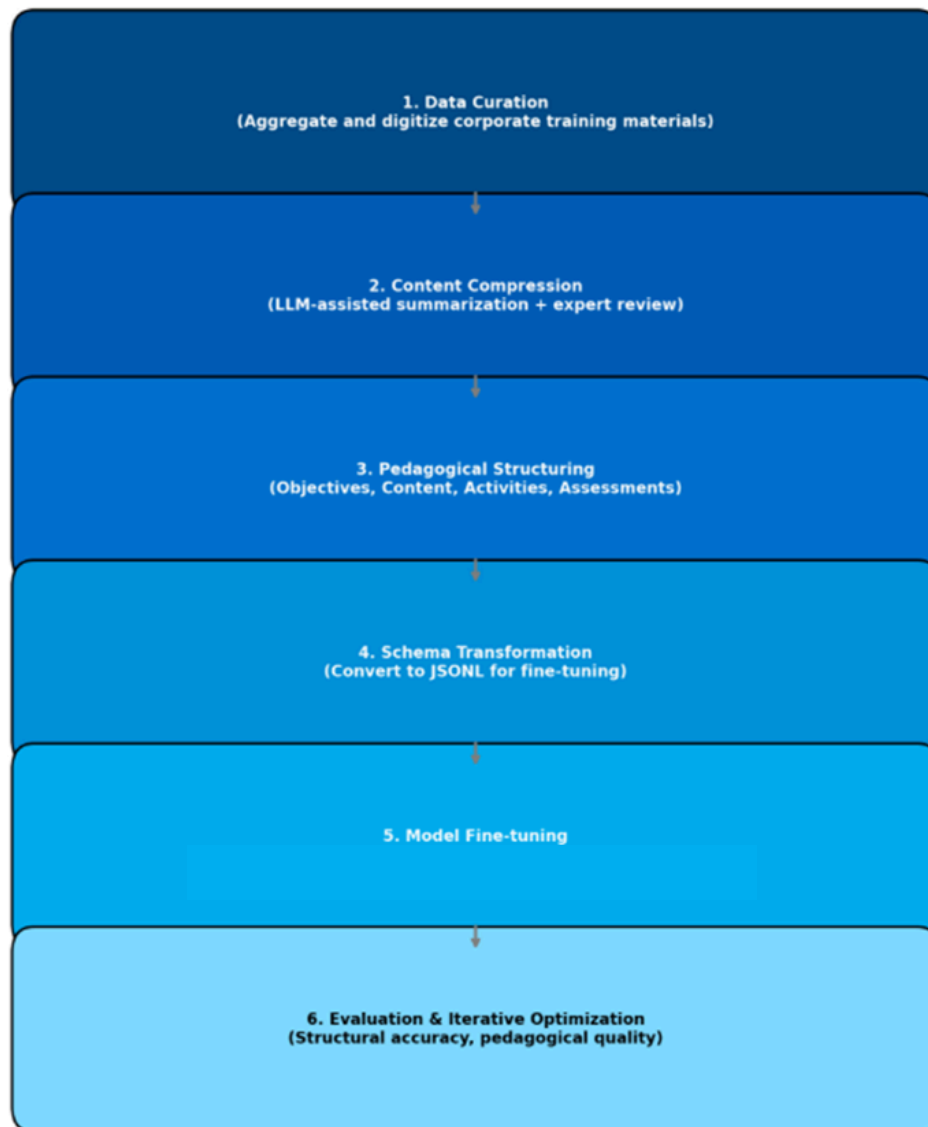 1. Data Curation
(Aggregate and digitize corporate training materials)
2. Content Compression
(LLM-assisted summarization + expert review)
3. Pedagogical Structuring
(Objectives, Content, Activities, Assessments)
4. Schema Transformation
(Convert to JSONL for fine-tuning)
5. Model Fine-tuning
6. Evaluation & Iterative Optimization
(Structural accuracy, pedagogical quality)